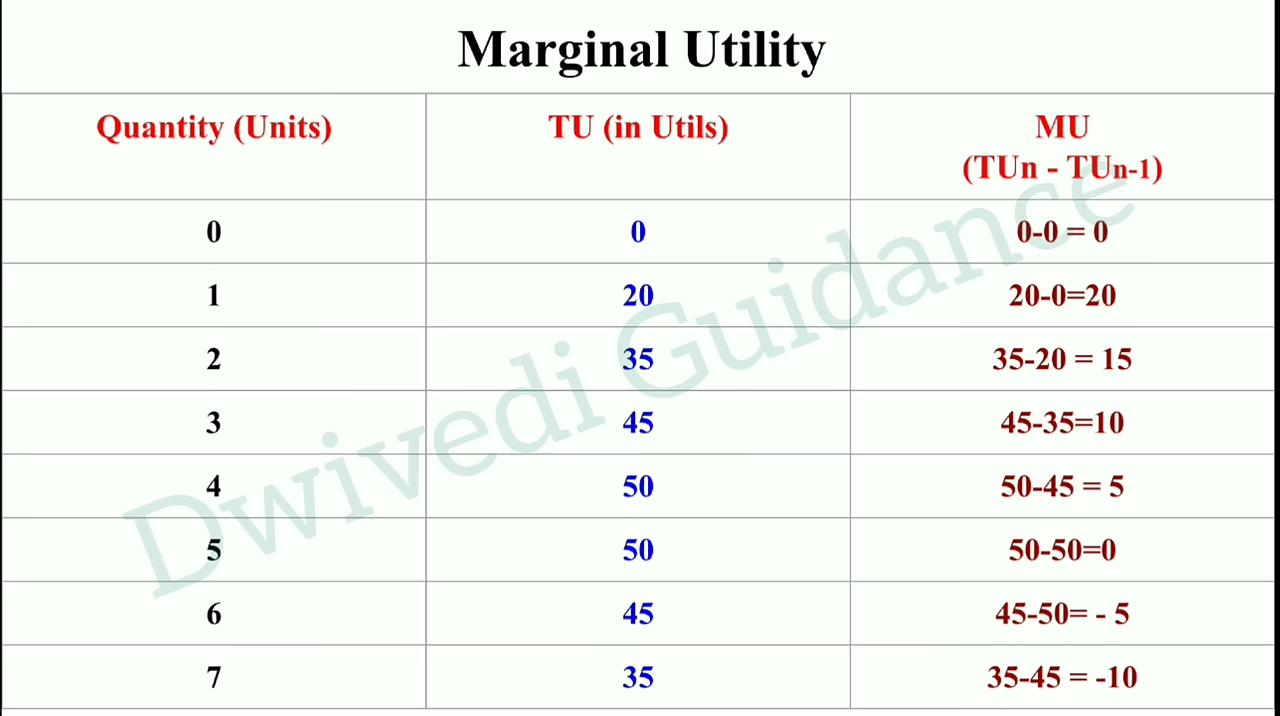 Marginal Utility
Quantity (Units) TU (in Utils) MU
(TUn - TUn-1)
0 0 0-0 = 0
1 20 20-0=20
2 35 35-20 = 15
3 45 45-35=10
4 50 50-45 = 5
5 50 50-50=0
6 45 45-50= - 5
7 35 35-45 = -10
Dwivedi Guidance